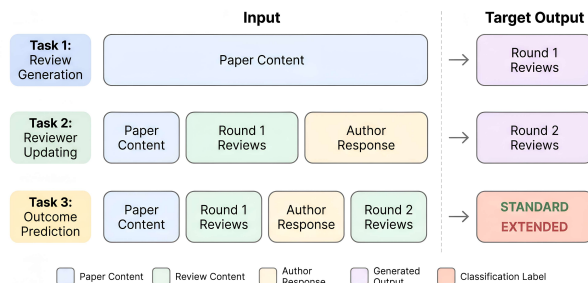 Input
Target Output
Task 1:
Review
Generation
Paper Content
Round 1
Reviews
Task 2:
Reviewer
Updating
Paper
Content
Round 1
Reviews
Author
Response
Round 2
Reviews
Task 3:
Outcome
Prediction
Paper
Content
Round 1
Reviews
Author
Response
Round 2
Reviews
STANDARD
EXTENDED
Paper Content
Review Content
Author
Response
Generated
Output
Classification Label